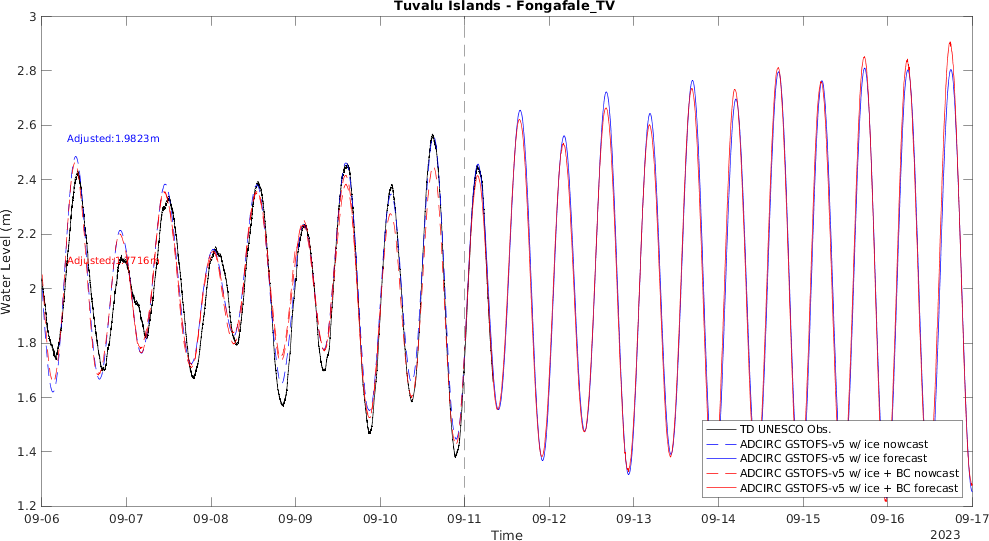 Tuvalu Islands - Fongafale_TV
3
2.8
2.6
2.4
2.2
2
1.8
1.6
1.4
1.2
Water Level (m)
Adjusted:1.9823m
TD UNESCO Obs.
ADCIRC GSTOFS-v5 w/ ice nowcast
ADCIRC GSTOFS-v5 w/ ice forecast
ADCIRC GSTOFS-v5 w/ ice + BC nowcast
ADCIRC GSTOFS-v5 w/ ice + BC forecast
09-06 09-07 09-08 09-09 09-10 09-11 09-12 09-13 09-14 09-15 09-16 09-17
Time
2023